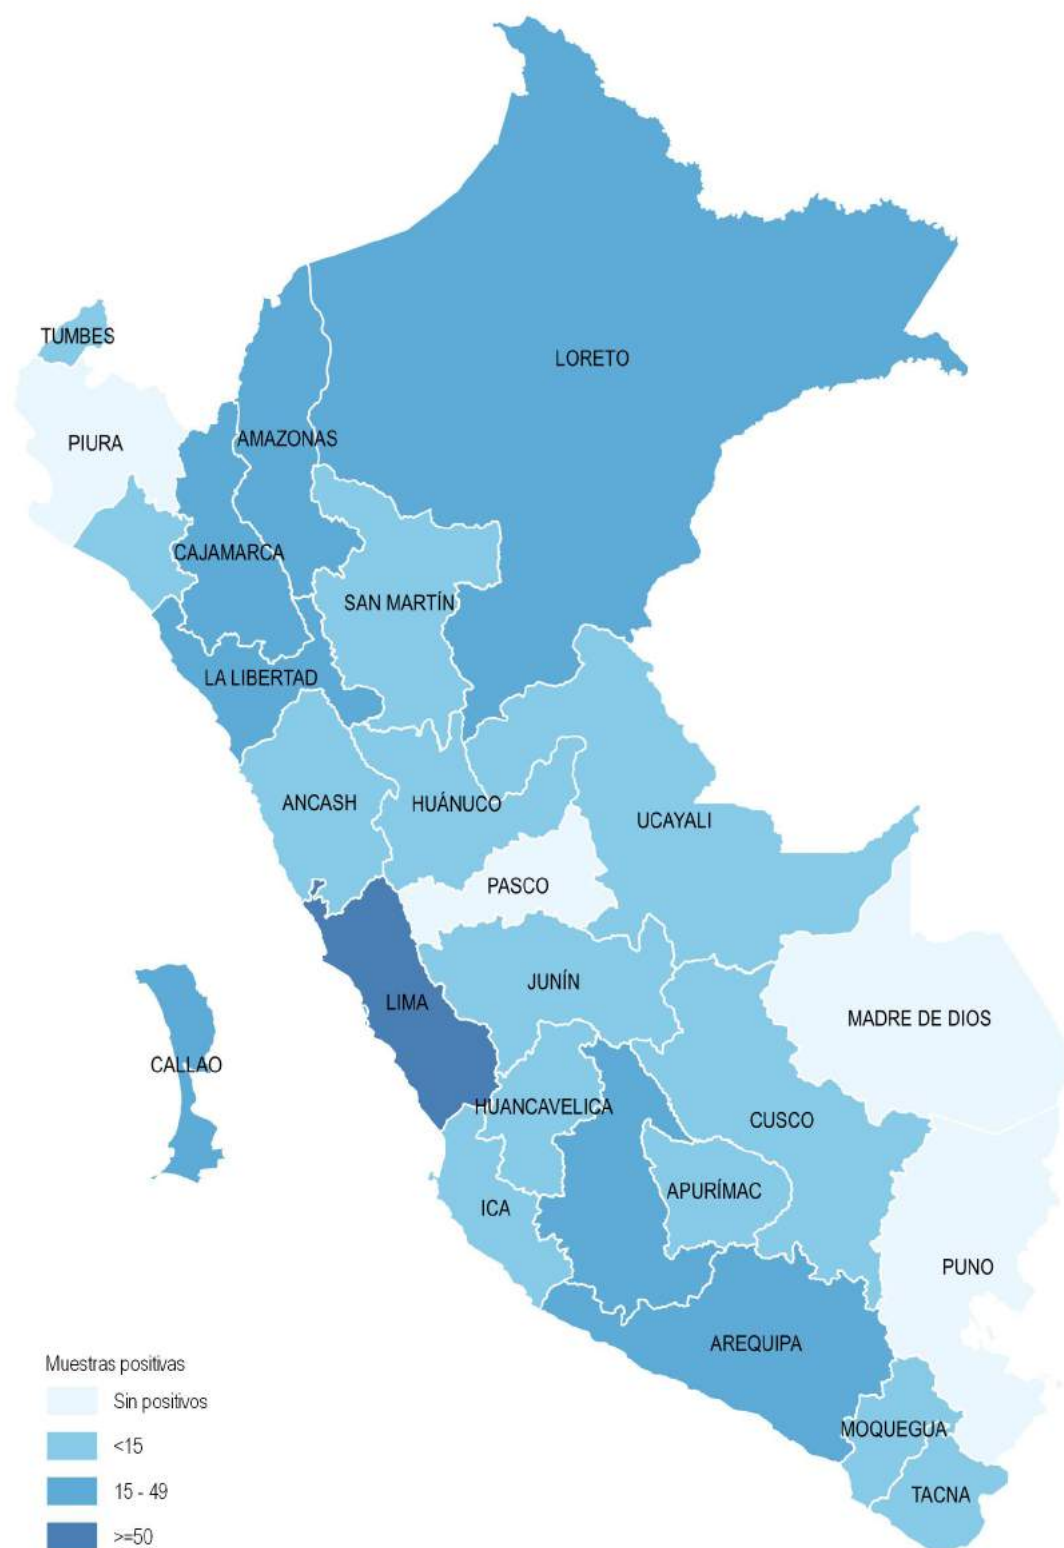 TUMBES
LORETO
PIURA
AMAZONAS
CAJAMARCA
SAN MARTÍN
LA LIBERTAD
ANCASH
HUÁNUCO
UCAYALI
PASCO
JUNÍN
LIMA
MADRE DE DIOS
CALLAO
HUANCAVELICA
CUSCO
APURÍMAC
ICA
PUNO
AREQUIPA
MOQUEGUA
TACNA
Muestras positivas
Sin positivos
<15
15 - 49
>=50